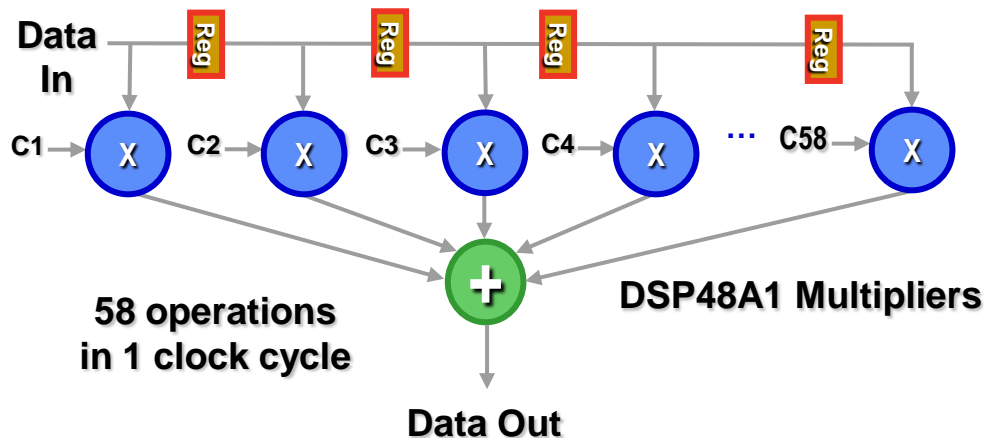 Data
In
Reg
Reg
Reg
Reg
C1
X
C2
X
C3
X
C4
X
...
C58
X
+
58 operations
in 1 clock cycle
DSP48A1 Multipliers
Data Out